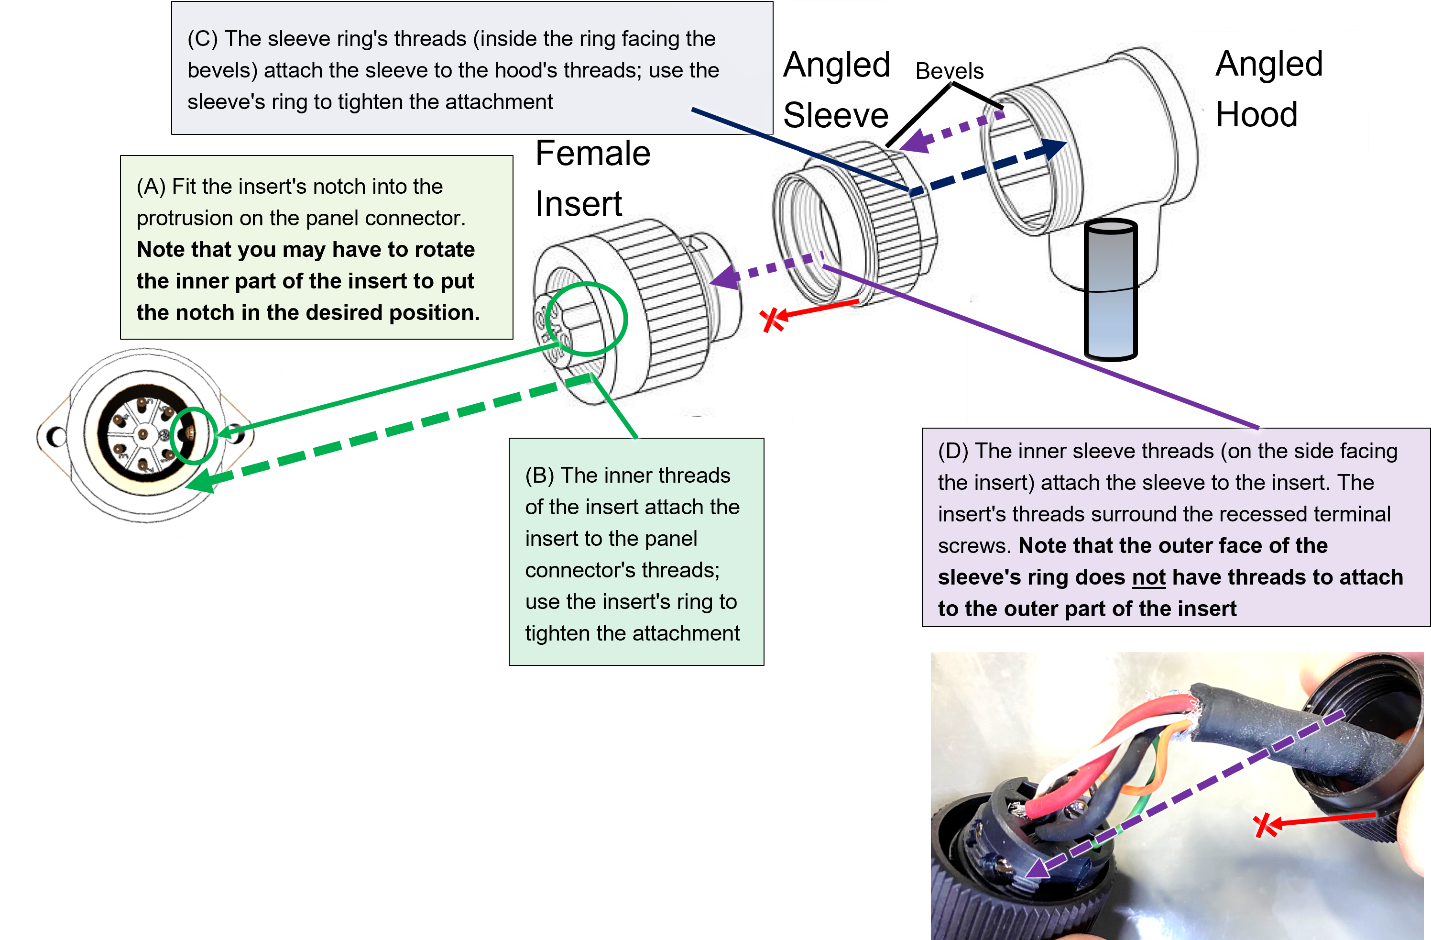 (C) The sleeve ring's threads (inside the ring facing the
bevels) attach the sleeve to the hood's threads; use the
sleeve's ring to tighten the attachment
Angled
Sleeve
Bevels
Angled
Hood
Female
Insert
(A) Fit the insert's notch into the
protrusion on the panel connector.
Note that you may have to rotate
the inner part of the insert to put
the notch in the desired position.
(B) The inner threads
of the insert attach the
insert to the panel
connector's threads;
use the insert's ring to
tighten the attachment
(D) The inner sleeve threads (on the side facing
the insert) attach the sleeve to the insert. The
insert's threads surround the recessed terminal
screws. Note that the outer face of the
sleeve's ring does not have threads to attach
to the outer part of the insert